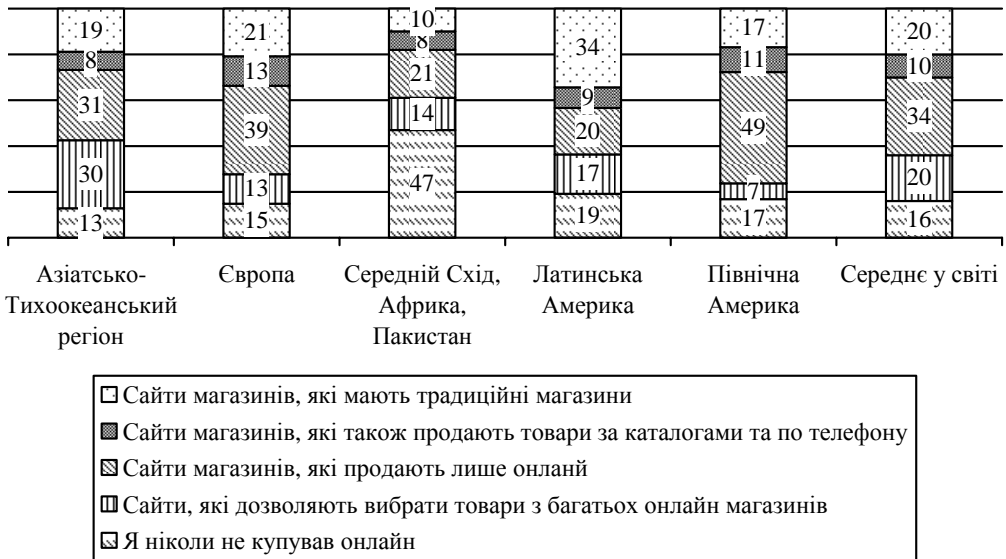 19 21 10 34 17 20
8 13 8 9 11 10
31 39 21 20 49 34
30 13 14 17 7 20
13 15 47 19 17 16
Азіатсько-
Тихоокеанський
регіон
Європа
Середній Схід,
Африка,
Пакистан
Латинська
Америка
Північна
Америка
Середнє у світі
Сайти магазинів, які мають традиційні магазини
Сайти магазинів, які також продають товари за каталогами та по телефону
Сайти магазинів, які продають лише онланй
Сайти, які дозволяють вибрати товари з багатьох онлайн магазинів
Я ніколи не купував онлайн